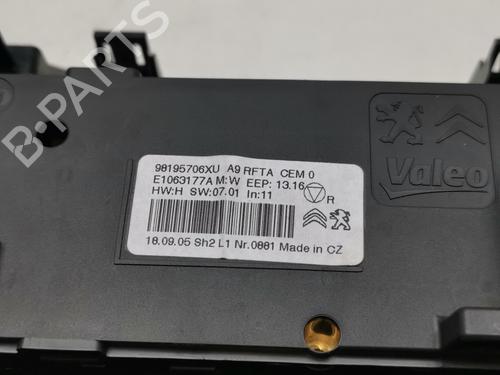 B-PARTS
98195706XU A9 RFTA CEM 0
E1063177A M:W EEP: 13.16
HW:H SW:07.01 In:11
R
18.09.05 Sh2 L1 Nr.0881 Made in CZ
Valeo